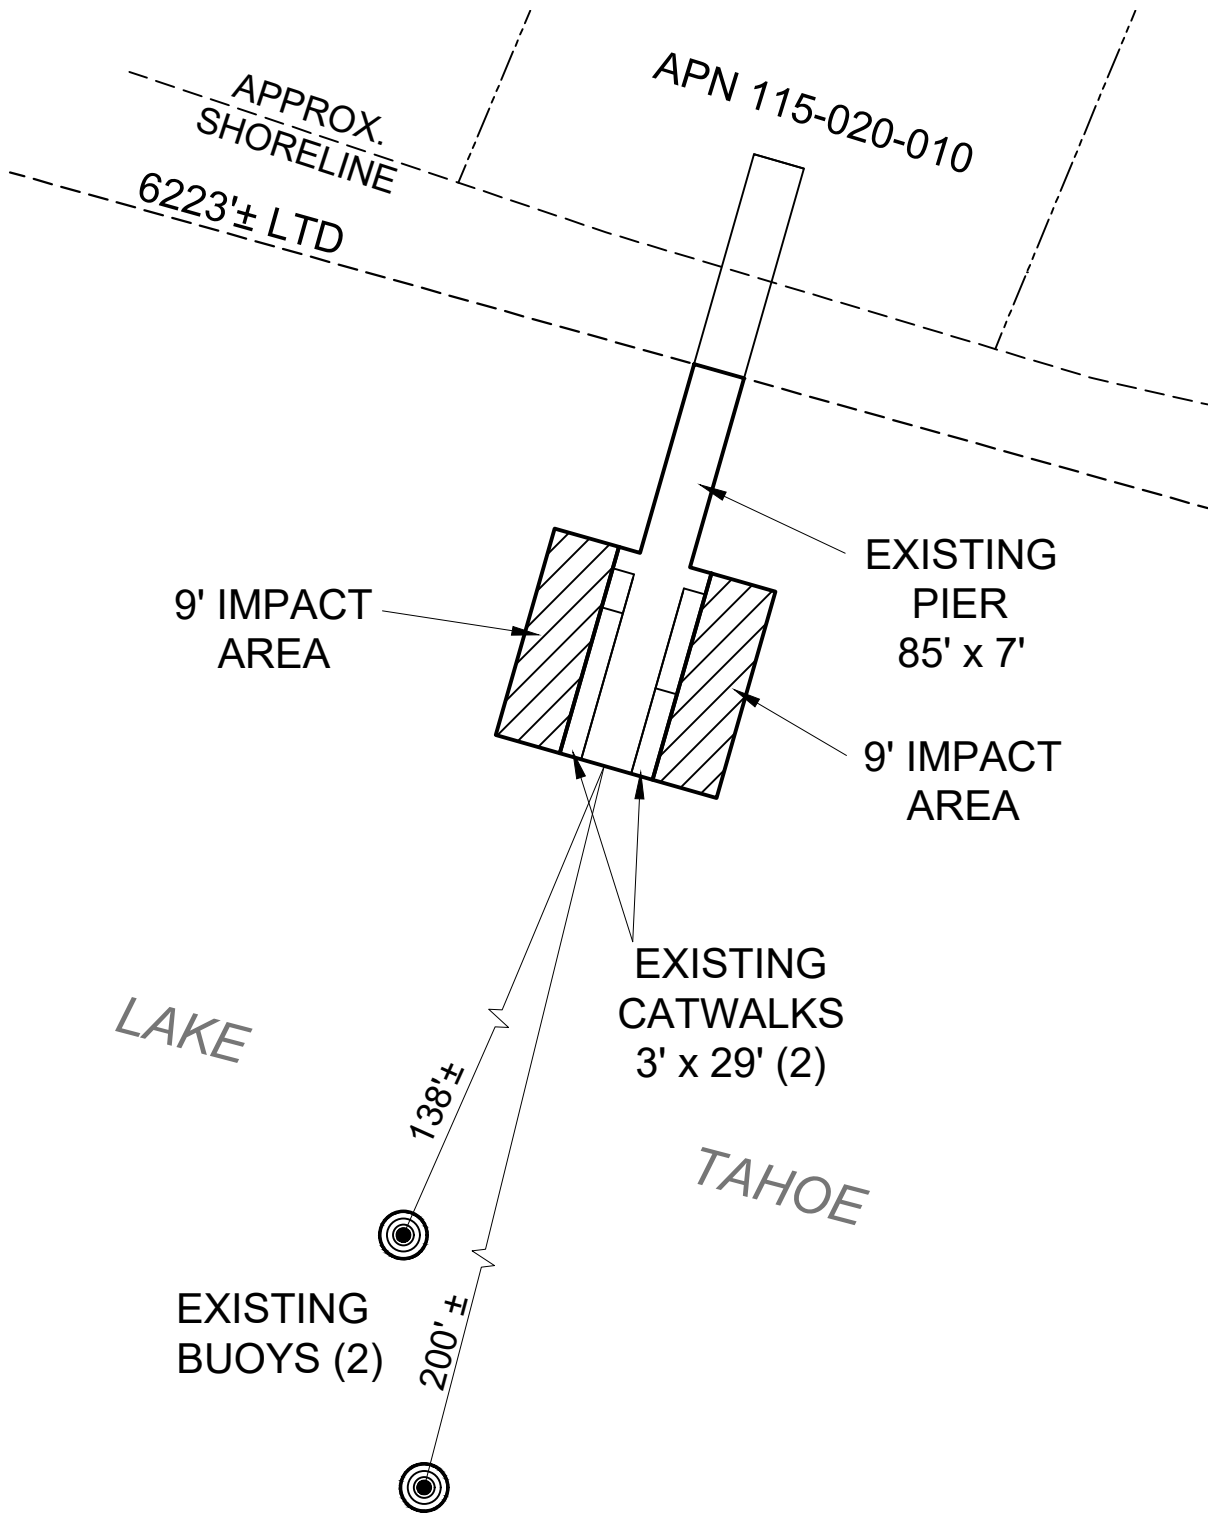 APN 115-020-010
APPROX.
SHORELINE
6223'± LTD
EXISTING
PIER
85' x 7'
9' IMPACT
AREA
9' IMPACT
AREA
EXISTING
CATWALKS
3' x 29' (2)
LAKE
138'±
TAHOE
EXISTING
BUOYS (2)
200' ±